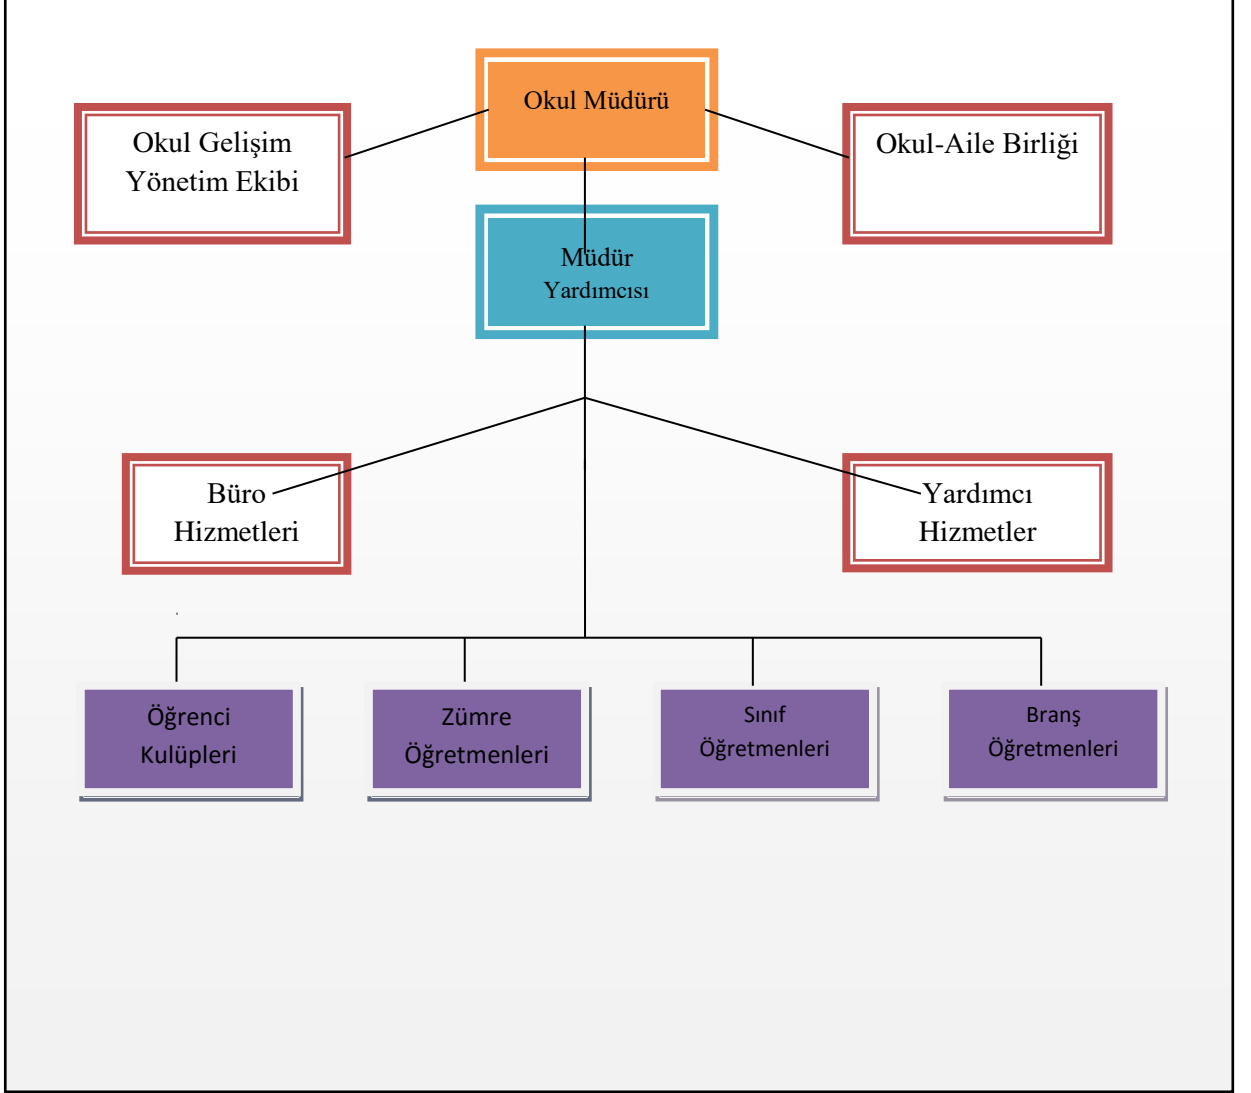 Okul Müdürü
Okul Gelişim
Yönetim Ekibi
Okul-Aile Birliği
Müdür
Yardımcısı
Büro
Hizmetleri
Yardımcı
Hizmetler
Öğrenci
Kulüpleri
Zümre
Öğretmenleri
Sınıf
Öğretmenleri
Branş
Öğretmenleri